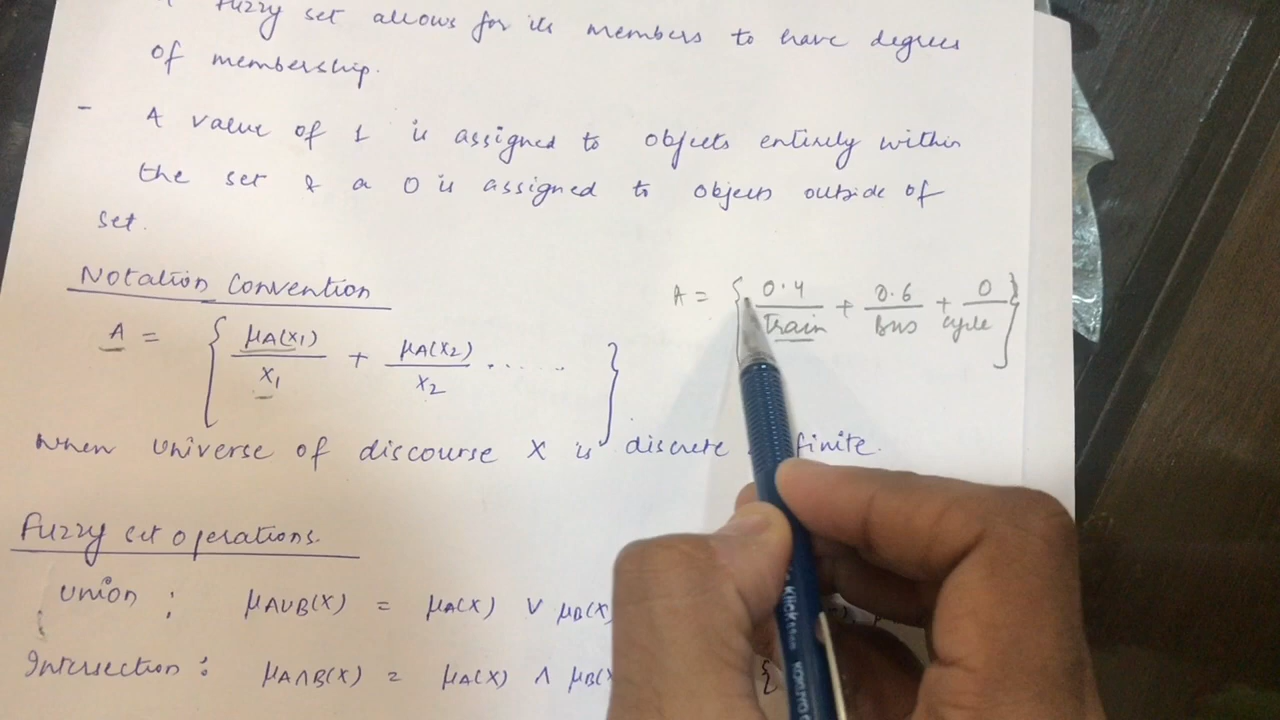 Fuzzy set allows for its members to have degrees
of membership.
- A value of 1 is assigned to objects entirely within
the set & a 0 is assigned to objects outside of
set.
Notation Convention
A = { μA(x1)/x1 + μA(x2)/x2 ...... }
A = { 0.4/Train + 0.6/Bus + 0/cycle }
when universe of discourse X is discrete finite.
Fuzzy set operations.
Union : μA∪B(x) = μA(x) ∨ μB(x
Intersection : μA∩B(x) = μA(x) ∧ μB(x